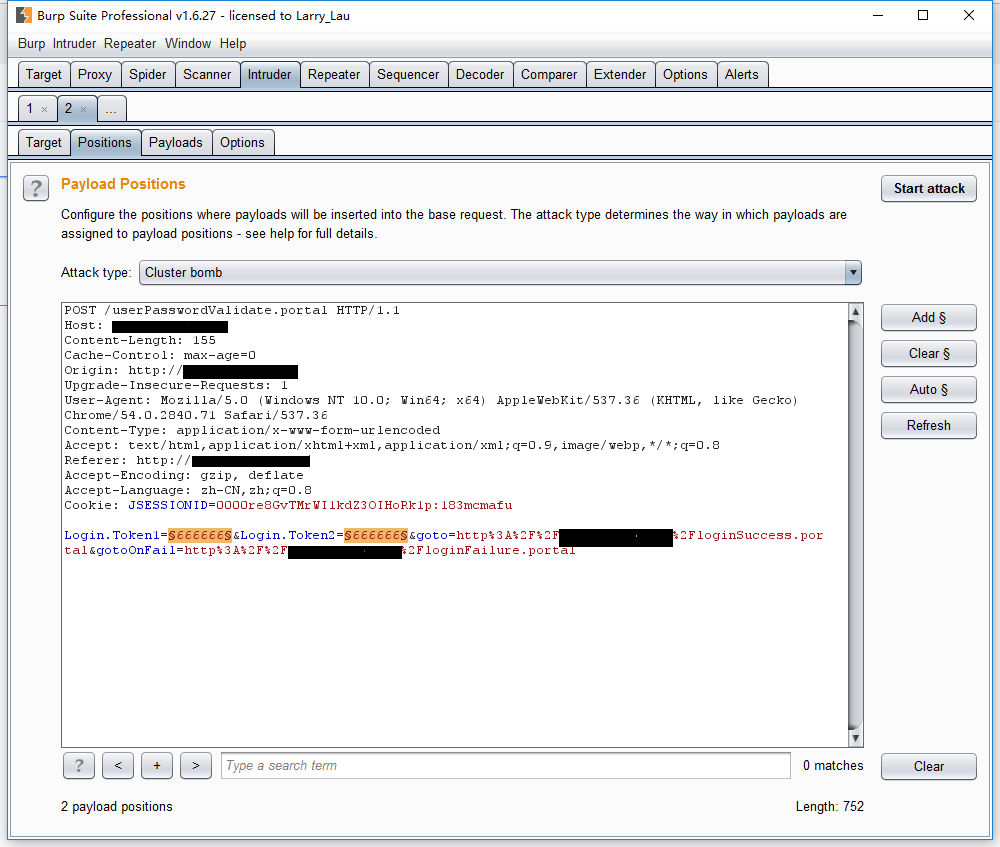 Burp Suite Professional v1.6.27 - licensed to Larry_Lau
Burp Intruder Repeater Window Help
Target Proxy Spider Scanner Intruder Repeater Sequencer Decoder Comparer Extender Options Alerts
1 × 2 × ...
Target Positions Payloads Options
? Payload Positions
Start attack
Configure the positions where payloads will be inserted into the base request. The attack type determines the way in which payloads are
assigned to payload positions - see help for full details.
Attack type: Cluster bomb
POST /userPasswordValidate.portal HTTP/1.1
Host:
Content-Length: 155
Cache-Control: max-age=0
Origin: http://
Upgrade-Insecure-Requests: 1
User-Agent: Mozilla/5.0 (Windows NT 10.0; Win64; x64) AppleWebKit/537.36 (KHTML, like Gecko)
Chrome/54.0.2840.71 Safari/537.36
Content-Type: application/x-www-form-urlencoded
Accept: text/html,application/xhtml+xml,application/xml;q=0.9,image/webp,*/*;q=0.8
Referer: http://
Accept-Encoding: gzip, deflate
Accept-Language: zh-CN,zh;q=0.8
Cookie: JSESSIONID=0000re8GvTMrWI1kdZ3OIHoRk1p:183mcmafu
Login.Token1=§666666§&Login.Token2=§666666§&goto=http%3A%2F%2F %2FloginSuccess.por
tal&gotoOnFail=http%3A%2F%2F %2FloginFailure.portal
Add §
Clear §
Auto §
Refresh
? < + > Type a search term 0 matches Clear
2 payload positions Length: 752